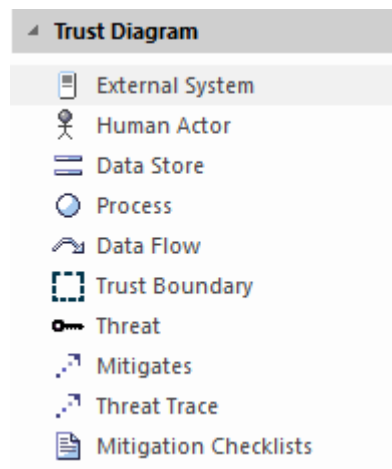 Trust Diagram
External System
Human Actor
Data Store
Process
Data Flow
Trust Boundary
Threat
Mitigates
Threat Trace
Mitigation Checklists